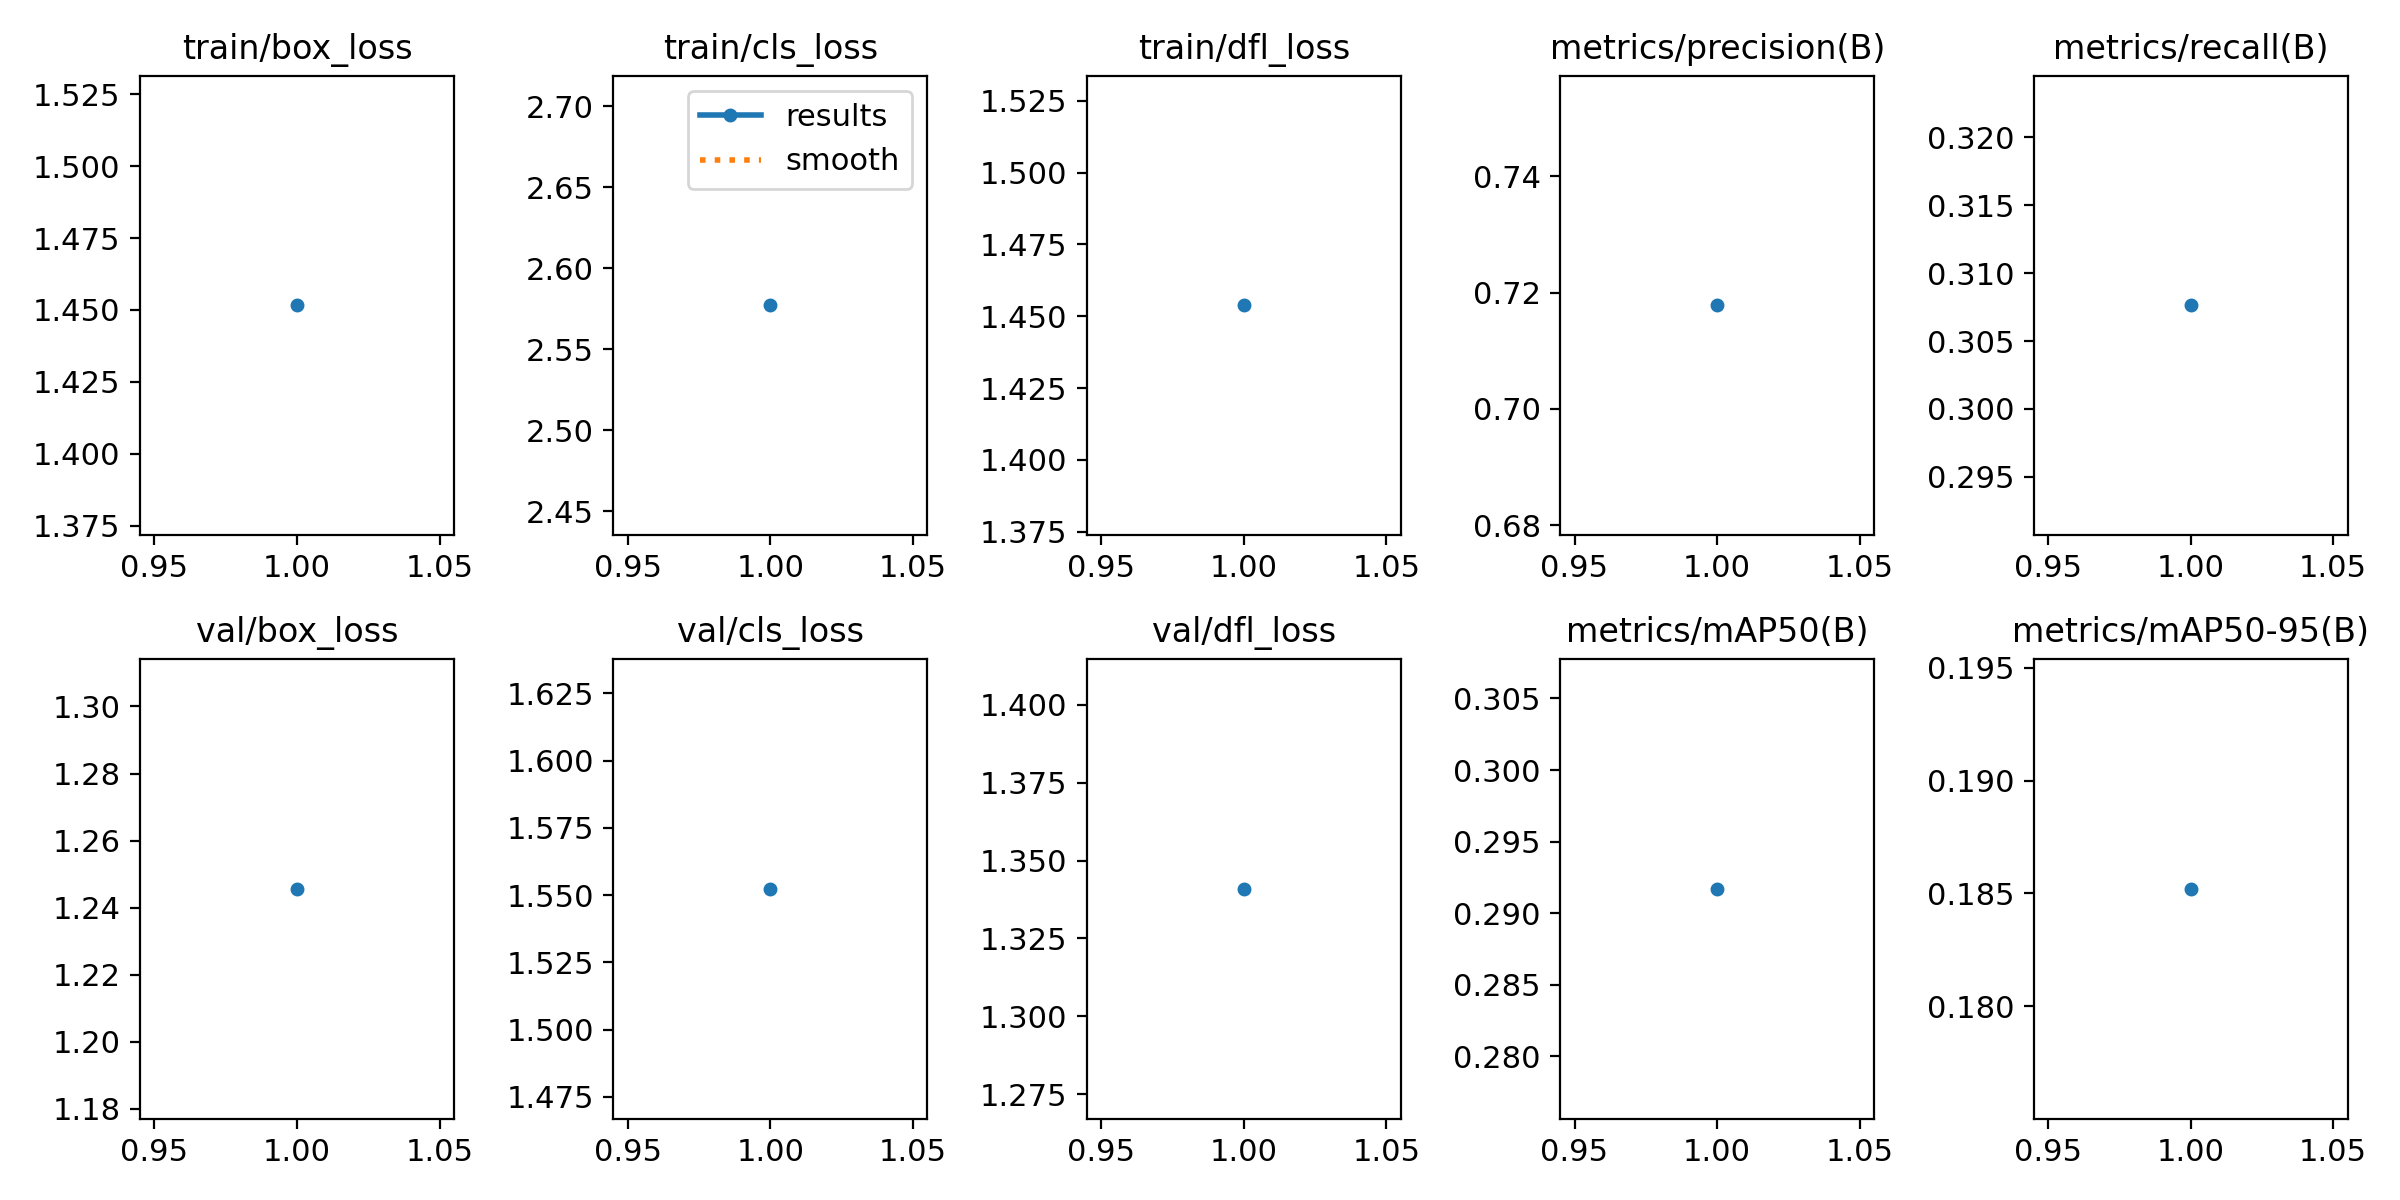 train/box_loss
1.525
1.500
1.475
1.450
1.425
1.400
1.375
0.95 1.00 1.05
train/cls_loss
results
smooth
2.70
2.65
2.60
2.55
2.50
2.45
0.95 1.00 1.05
train/dfl_loss
1.525
1.500
1.475
1.450
1.425
1.400
1.375
0.95 1.00 1.05
metrics/precision(B)
0.74
0.72
0.70
0.68
0.95 1.00 1.05
metrics/recall(B)
0.320
0.315
0.310
0.305
0.300
0.295
0.95 1.00 1.05
val/box_loss
1.30
1.28
1.26
1.24
1.22
1.20
1.18
0.95 1.00 1.05
val/cls_loss
1.625
1.600
1.575
1.550
1.525
1.500
1.475
0.95 1.00 1.05
val/dfl_loss
1.400
1.375
1.350
1.325
1.300
1.275
0.95 1.00 1.05
metrics/mAP50(B)
0.305
0.300
0.295
0.290
0.285
0.280
0.95 1.00 1.05
metrics/mAP50-95(B)
0.195
0.190
0.185
0.180
0.95 1.00 1.05